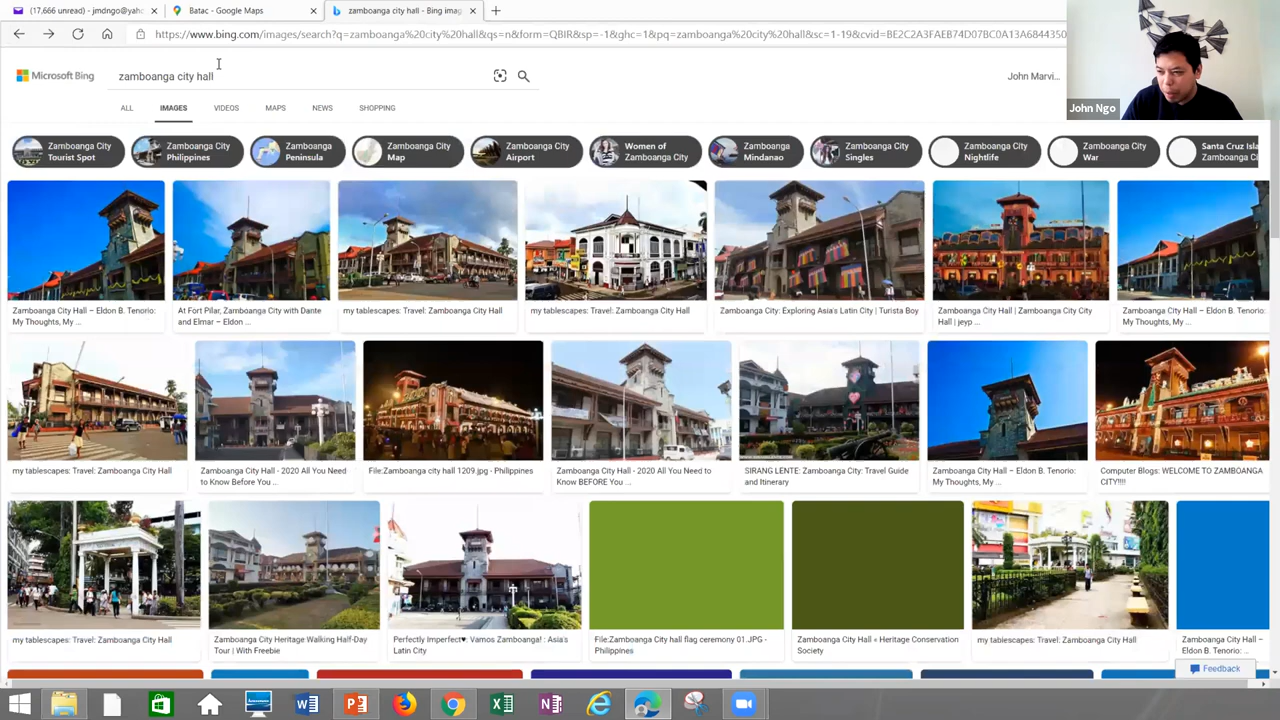 (17,666 unread) - jmdngo@yaho
Batac - Google Maps
zamboanga city hall - Bing imag
https://www.bing.com/images/search?q=zamboanga%20city%20hall&qs=n&form=QBIR&sp=-1&ghc=1&pq=zamboanga%20city%20hall&sc=1-19&cvid=BE2C2A3FAEB74D07BC0A13A6844350
Microsoft Bing
zamboanga city hall
John Marvi...
John Ngo
ALL IMAGES VIDEOS MAPS NEWS SHOPPING
Zamboanga City
Tourist Spot
Zamboanga City
Philippines
Zamboanga
Peninsula
Zamboanga City
Map
Zamboanga City
Airport
Women of
Zamboanga City
Zamboanga
Mindanao
Zamboanga City
Singles
Zamboanga City
Nightlife
Zamboanga City
War
Santa Cruz Isla
Zamboanga Ci
Zamboanga City Hall – Eldon B. Tenorio:
My Thoughts, My ...
At Fort Pilar, Zamboanga City with Dante
and Elmar – Eldon ...
my tablescapes: Travel: Zamboanga City Hall
my tablescapes: Travel: Zamboanga City Hall
Zamboanga City: Exploring Asia's Latin City | Turista Boy
Zamboanga City Hall | Zamboanga City City
Hall | jeyp ...
Zamboanga City Hall – Eldon B. Tenorio:
My Thoughts, My ...
my tablescapes: Travel: Zamboanga City Hall
Zamboanga City Hall - 2020 All You Need
to Know Before You ...
File:Zamboanga city hall 1209.jpg - Philippines
Zamboanga City Hall - 2020 All You Need to
Know BEFORE You ...
SIRANG LENTE: Zamboanga City: Travel Guide
and Itinerary
Zamboanga City Hall – Eldon B. Tenorio:
My Thoughts, My ...
Computer Blogs: WELCOME TO ZAMBOANGA
CITY!!!!
my tablescapes: Travel: Zamboanga City Hall
Zamboanga City Heritage Walking Half-Day
Tour | With Freebie
Perfectly Imperfect♥: Vamos Zamboanga! : Asia's
Latin City
File:Zamboanga City hall flag ceremony 01.JPG -
Philippines
Zamboanga City Hall « Heritage Conservation
Society
my tablescapes: Travel: Zamboanga City Hall
Zamboanga City Hall –
Eldon B. Tenorio: My
Feedback